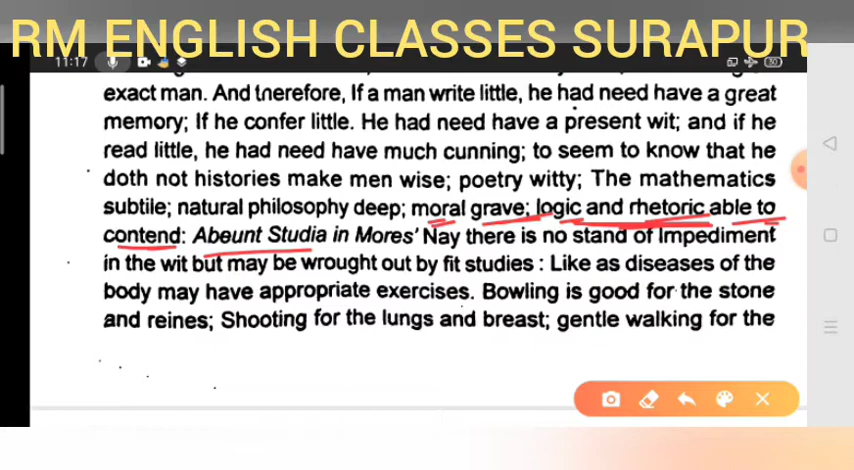 RM ENGLISH CLASSES SURAPUR
11:17
exact man. And therefore, If a man write little, he had need have a great
memory; If he confer little. He had need have a present wit; and if he
read little, he had need have much cunning; to seem to know that he
doth not histories make men wise; poetry witty; The mathematics
subtile; natural philosophy deep; moral grave; logic and rhetoric able to
contend: Abeunt Studia in Mores' Nay there is no stand of Impediment
in the wit but may be wrought out by fit studies : Like as diseases of the
body may have appropriate exercises. Bowling is good for the stone
and reines; Shooting for the lungs and breast; gentle walking for the